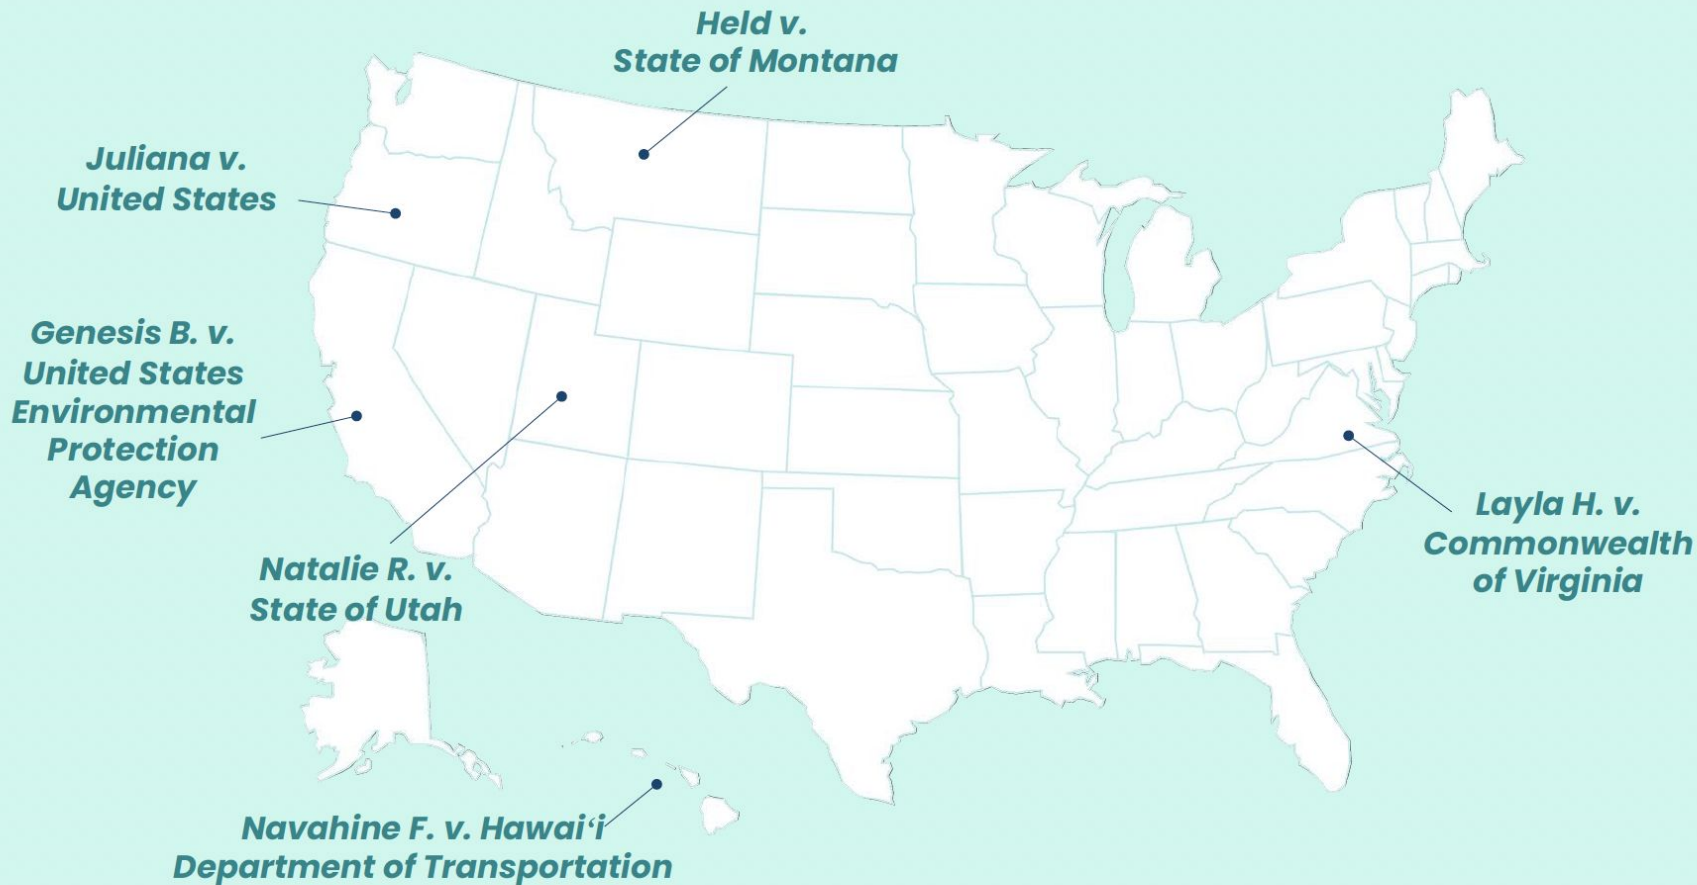 Held v.
State of Montana
Juliana v.
United States
Genesis B. v.
United States
Environmental
Protection
Agency
Natalie R. v.
State of Utah
Layla H. v.
Commonwealth
of Virginia
Navahine F. v. Hawaiʻi
Department of Transportation